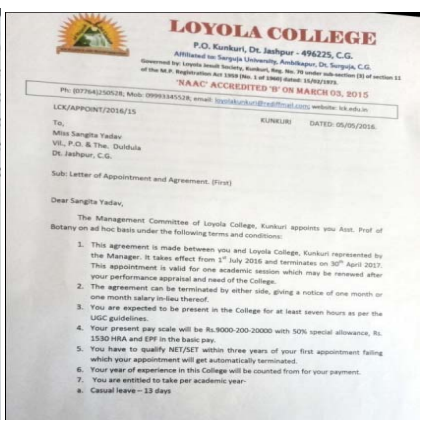 LOYOLA COLLEGE
P.O. Kunkuri, Dt. Jashpur - 496225, C.G.
Affiliated to: Sarguja University, Ambikapur, Dt. Surguja, C.G.
Governed by: Loyola Jesuit Society, Kunkuri, Reg. No. 70 under sub-section (3) of section 11
of the M.P. Registration Act 1959 (No. 1 of 1960) dated: 15/02/1973.
'NAAC' ACCREDITED 'B' ON MARCH 03, 2015
Ph: (07764)250528; Mob: 09993345528; email: loyolakunkuri@rediffmail.com; website: lck.edu.in
LCK/APPOINT/2016/15
KUNKURI DATED: 05/05/2016.
To,
Miss Sangita Yadav
Vil., P.O. & The. Duldula
Dt. Jashpur, C.G.
Sub: Letter of Appointment and Agreement. (First)
Dear Sangita Yadav,
The Management Committee of Loyola College, Kunkuri appoints you Asst. Prof of
Botany on ad hoc basis under the following terms and conditions:
1. This agreement is made between you and Loyola College, Kunkuri represented by
the Manager. It takes effect from 1st July 2016 and terminates on 30th April 2017.
This appointment is valid for one academic session which may be renewed after
your performance appraisal and need of the College.
2. The agreement can be terminated by either side, giving a notice of one month or
one month salary in-lieu thereof.
3. You are expected to be present in the College for at least seven hours as per the
UGC guidelines.
4. Your present pay scale will be Rs.9000-200-20000 with 50% special allowance, Rs.
1530 HRA and EPF in the basic pay.
5. You have to qualify NET/SET within three years of your first appointment failing
which your appointment will get automatically terminated.
6. Your year of experience in this College will be counted from for your payment.
7. You are entitled to take per academic year-
a. Casual leave – 13 days